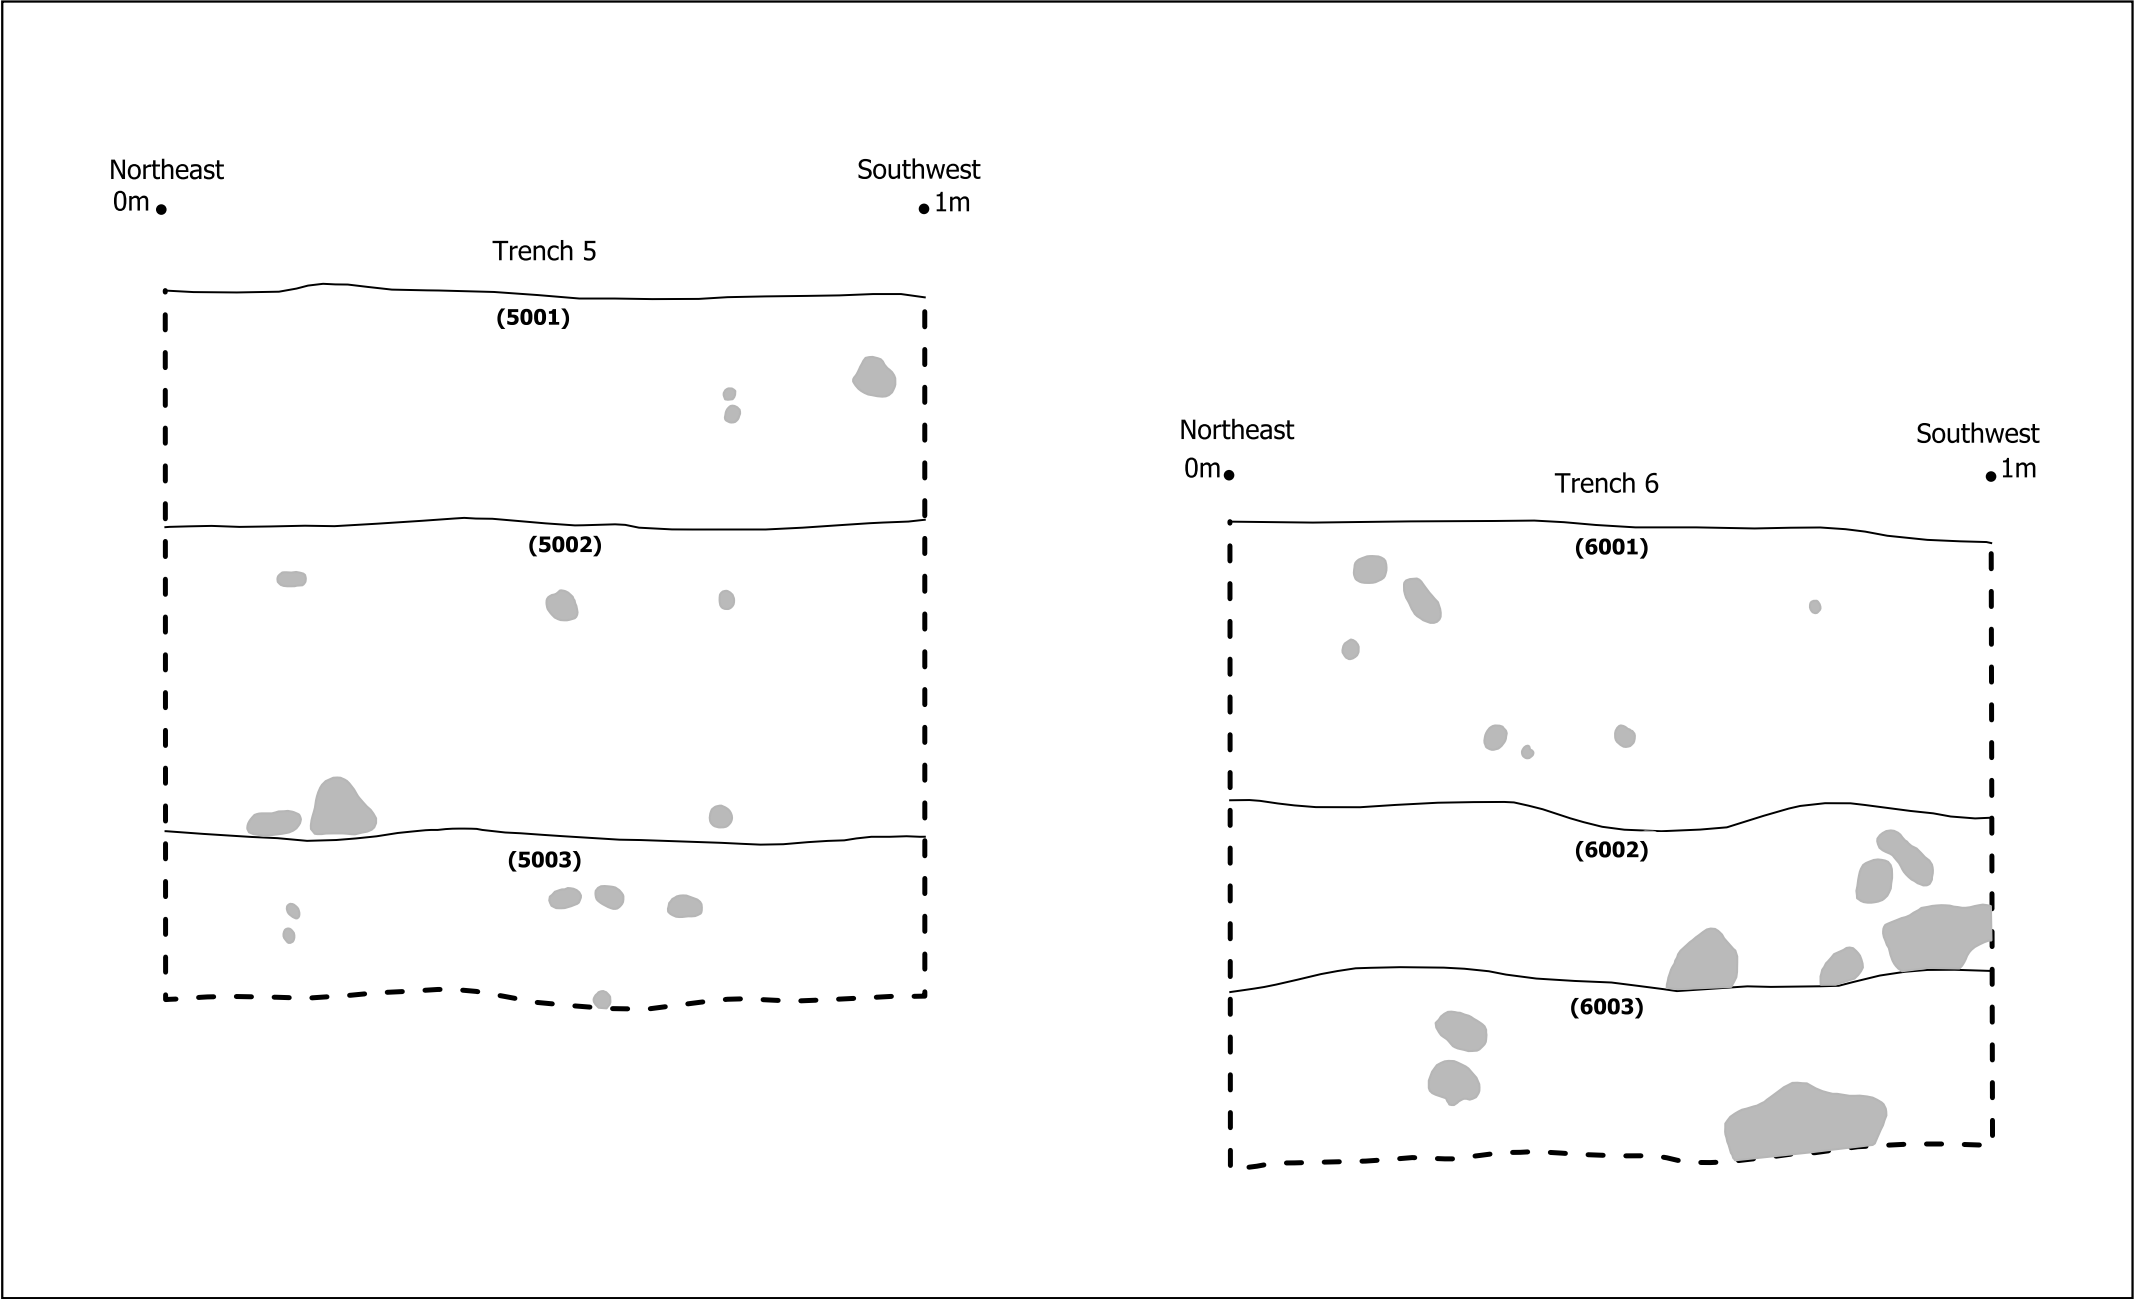 Northeast
0m
Southwest
1m
Trench 5
(5001)
(5002)
(5003)
Northeast
0m
Southwest
1m
Trench 6
(6001)
(6002)
(6003)